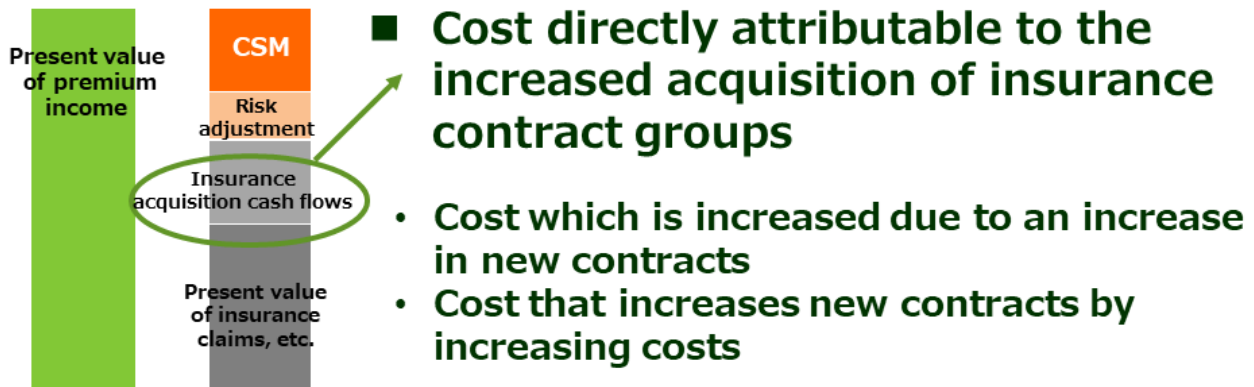 Present value
of premium
income
CSM
Risk
adjustment
Insurance
acquisition cash flows
Present value
of insurance
claims, etc.
■ Cost directly attributable to the
increased acquisition of insurance
contract groups
• Cost which is increased due to an increase
in new contracts
• Cost that increases new contracts by
increasing costs